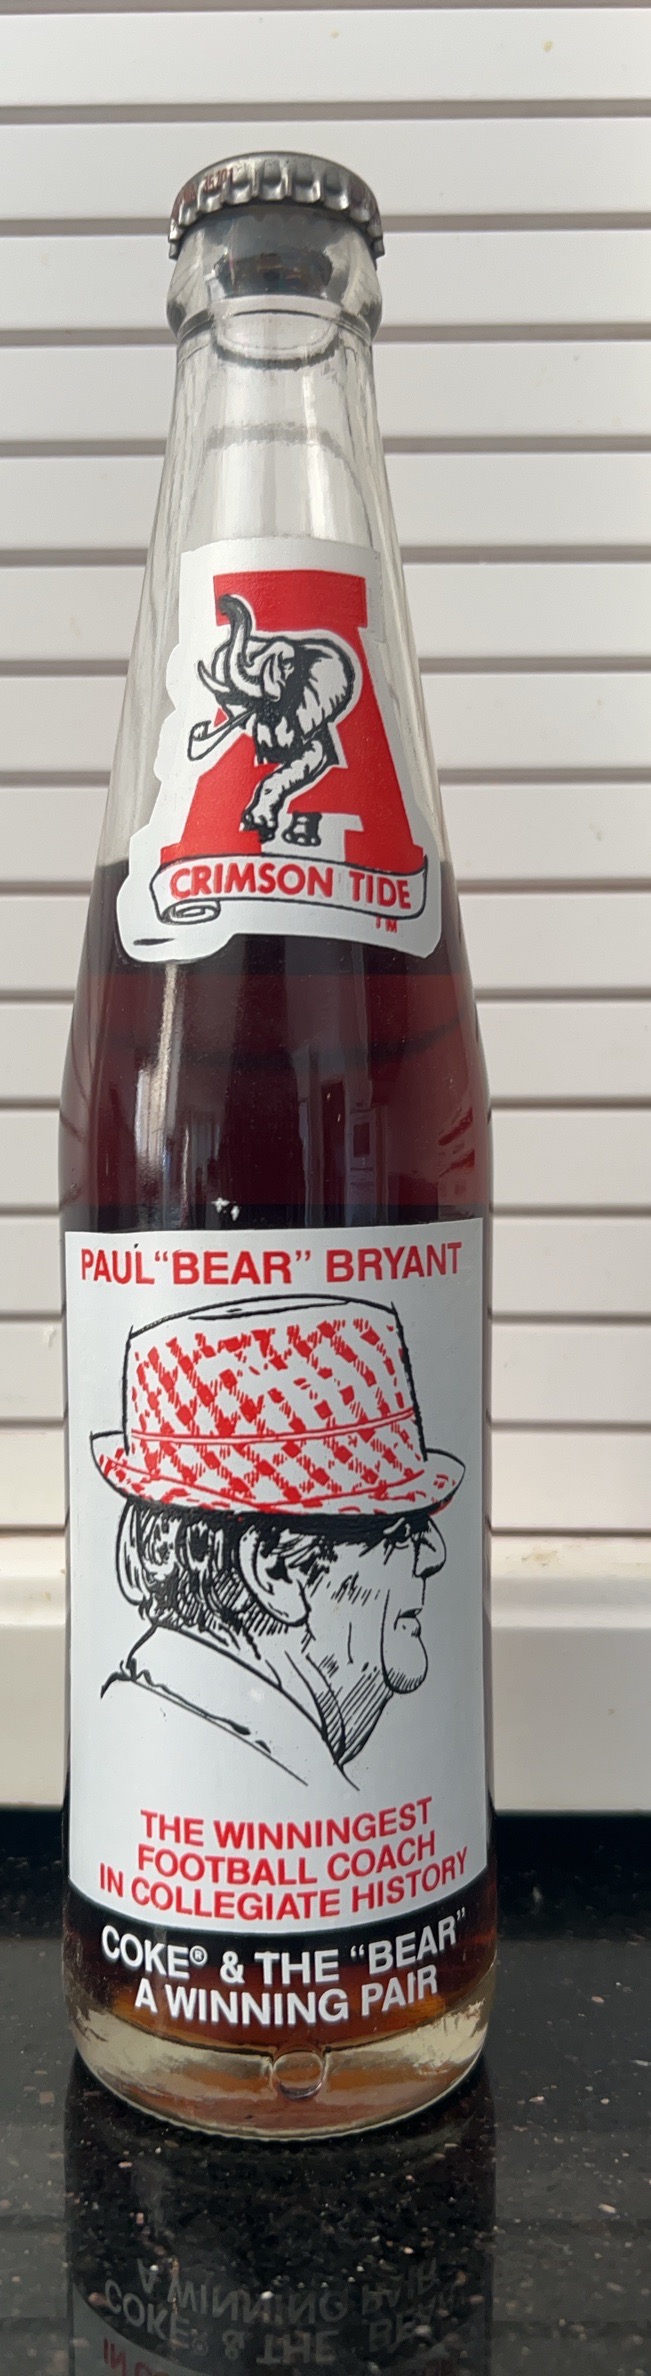 A
CRIMSON TIDE
TM
PAUL "BEAR" BRYANT
THE WINNINGEST
FOOTBALL COACH
IN COLLEGIATE HISTORY
COKE® & THE "BEAR"
A WINNING PAIR